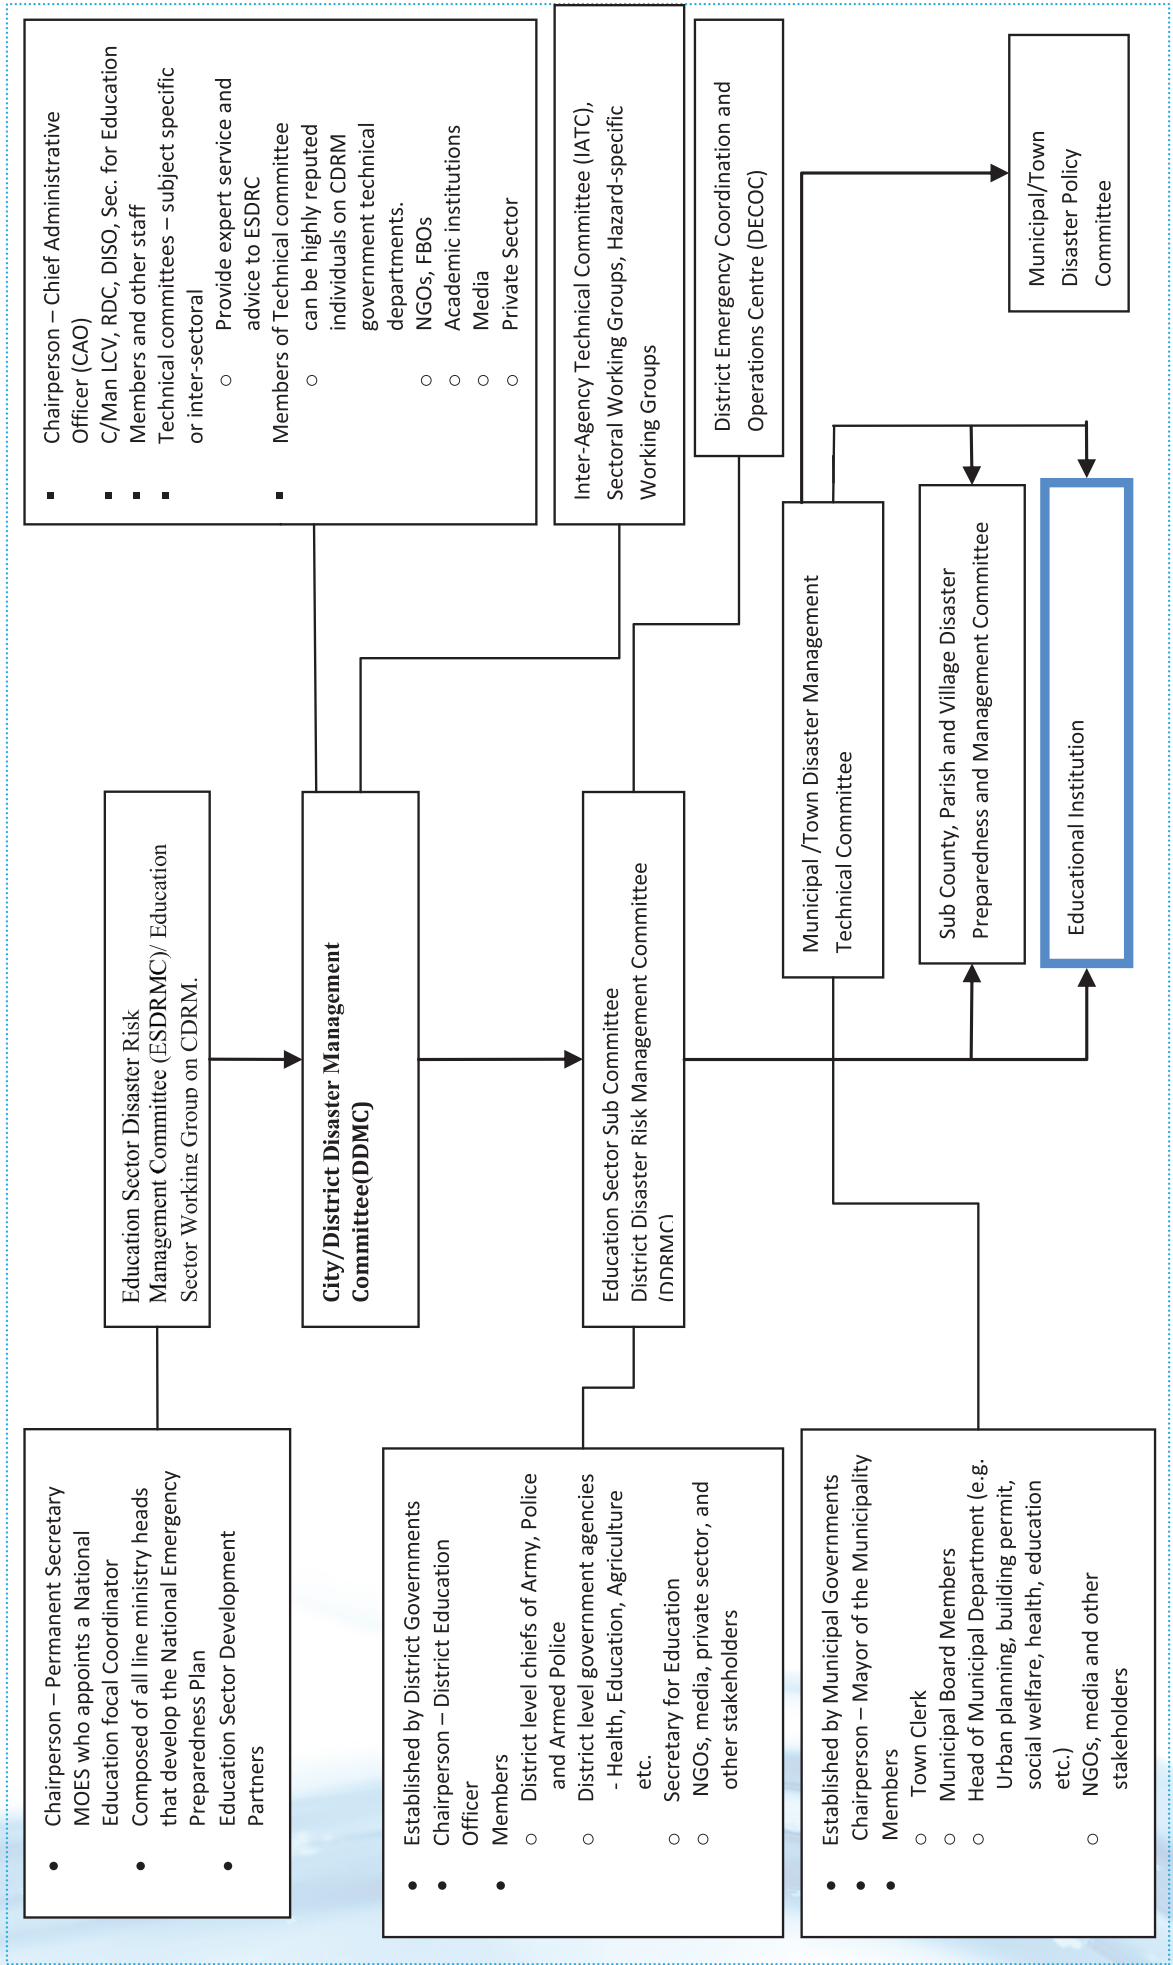 Chairperson – Permanent Secretary
MOES who appoints a National
Education focal Coordinator
Composed of all line ministry heads
that develop the National Emergency
Preparedness Plan
Education Sector Development
Partners
Education Sector Disaster Risk
Management Committee (ESDRMC)/ Education
Sector Working Group on CDRM.
Chairperson – Chief Administrative
Officer (CAO)
C/Man LCV, RDC, DISO, Sec. for Education
Members and other staff
Technical committees – subject specific
or inter-sectoral
Provide expert service and
advice to ESDRC
Members of Technical committee
can be highly reputed
individuals on CDRM
government technical
departments.
NGOs, FBOs
Academic institutions
Media
Private Sector
City/District Disaster Management
Committee(DDMC)
Established by District Governments
Chairperson – District Education
Officer
Members
District level chiefs of Army, Police
and Armed Police
District level government agencies
- Health, Education, Agriculture
etc.
Secretary for Education
NGOs, media, private sector, and
other stakeholders
Education Sector Sub Committee
District Disaster Risk Management Committee
(DDRMC)
Inter-Agency Technical Committee (IATC),
Sectoral Working Groups, Hazard-specific
Working Groups
District Emergency Coordination and
Operations Centre (DECOC)
Established by Municipal Governments
Chairperson – Mayor of the Municipality
Members
Town Clerk
Municipal Board Members
Head of Municipal Department (e.g.
Urban planning, building permit,
social welfare, health, education
etc.)
NGOs, media and other
stakeholders
Municipal /Town Disaster Management
Technical Committee
Sub County, Parish and Village Disaster
Preparedness and Management Committee
Educational Institution
Municipal/Town
Disaster Policy
Committee